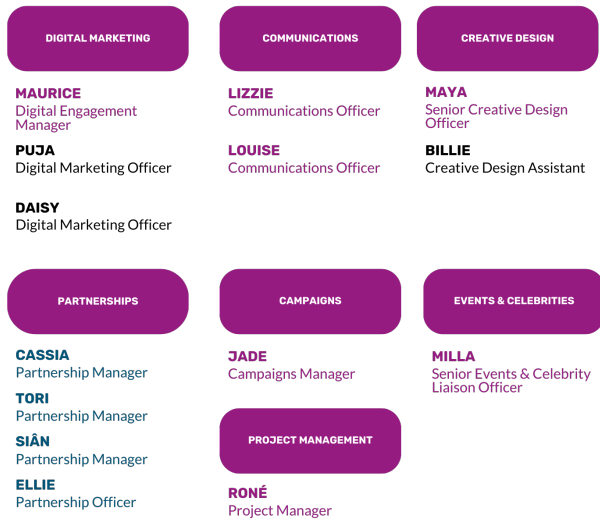 DIGITAL MARKETING
MAURICE
Digital Engagement
Manager
PUJA
Digital Marketing Officer
DAISY
Digital Marketing Officer
COMMUNICATIONS
LIZZIE
Communications Officer
LOUISE
Communications Officer
CREATIVE DESIGN
MAYA
Senior Creative Design
Officer
BILLIE
Creative Design Assistant
PARTNERSHIPS
CASSIA
Partnership Manager
TORI
Partnership Manager
SIÂN
Partnership Manager
ELLIE
Partnership Officer
CAMPAIGNS
JADE
Campaigns Manager
PROJECT MANAGEMENT
RONÉ
Project Manager
EVENTS & CELEBRITIES
MILLA
Senior Events & Celebrity
Liaison Officer